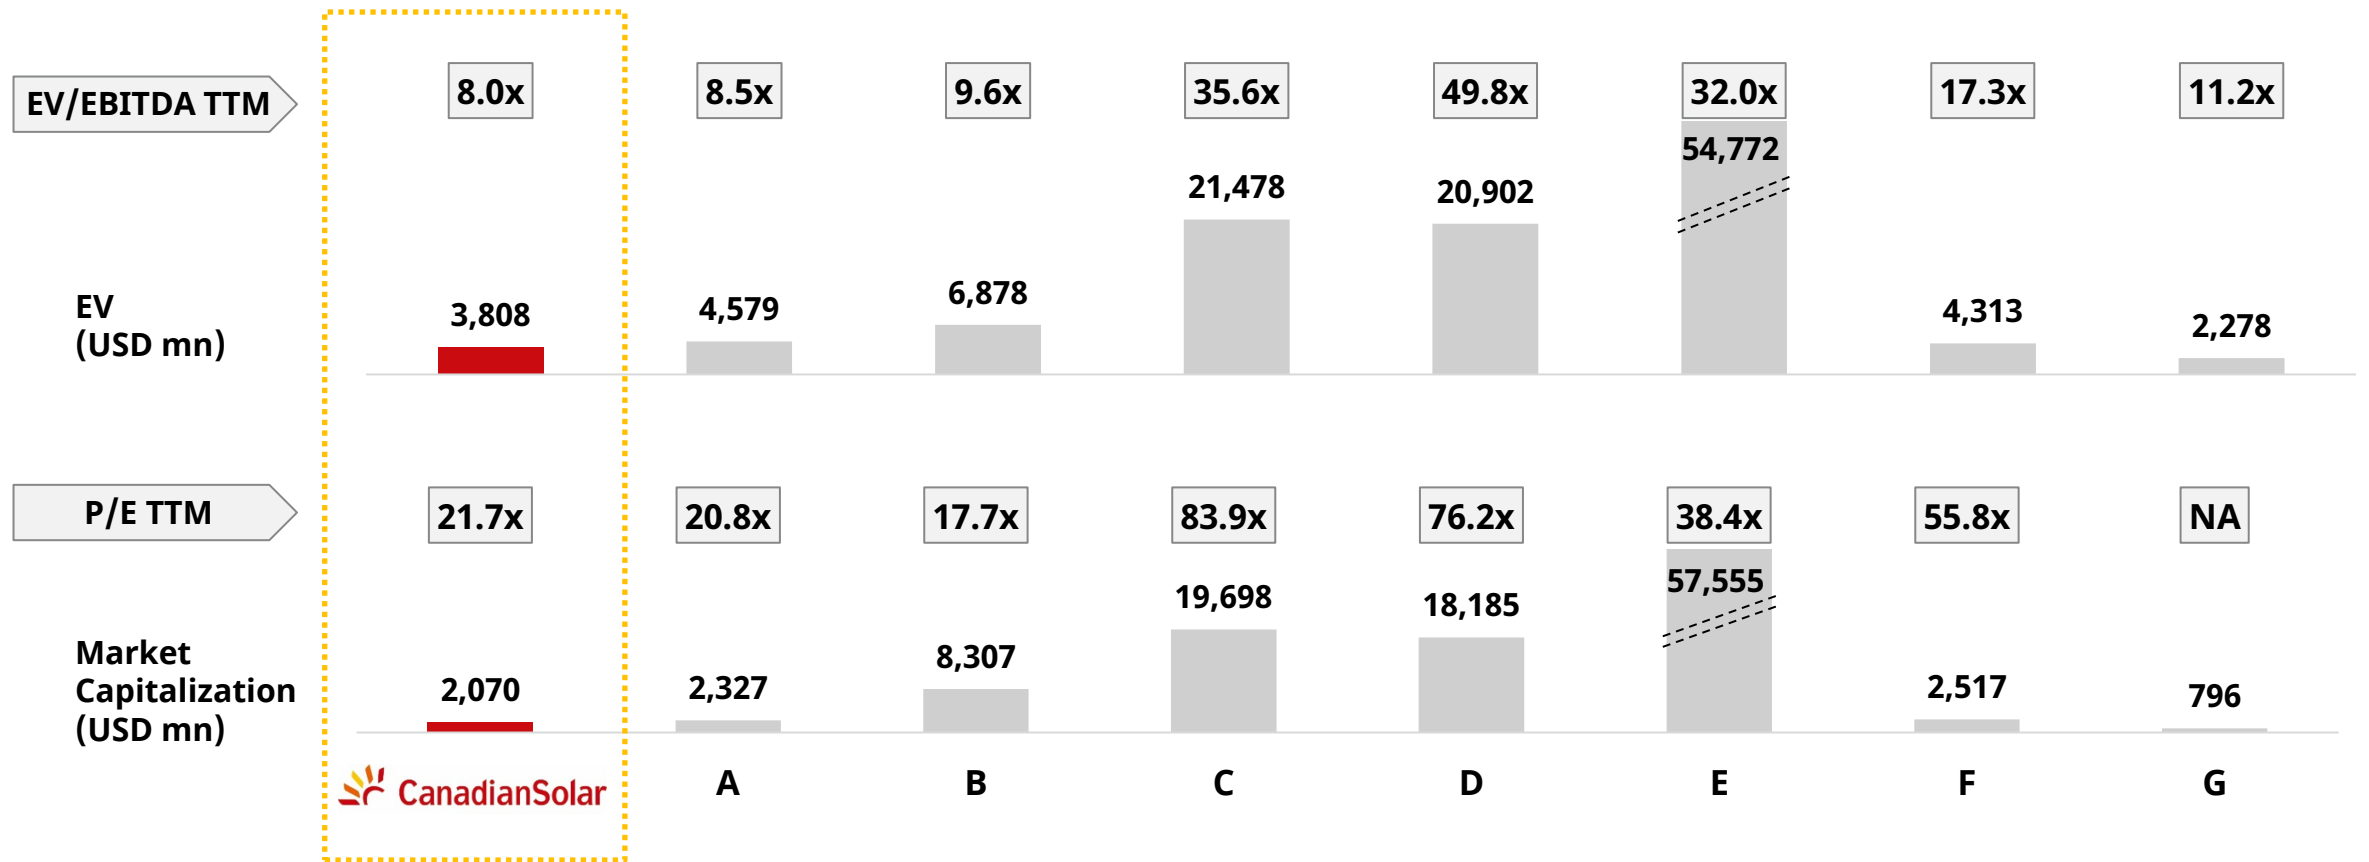 EV/EBITDA TTM
8.0x
8.5x
9.6x
35.6x
49.8x
32.0x
17.3x
11.2x
EV
(USD mn)
3,808
4,579
6,878
21,478
20,902
54,772
4,313
2,278
P/E TTM
21.7x
20.8x
17.7x
83.9x
76.2x
38.4x
55.8x
NA
Market
Capitalization
(USD mn)
2,070
2,327
8,307
19,698
18,185
57,555
2,517
796
CanadianSolar
A
B
C
D
E
F
G